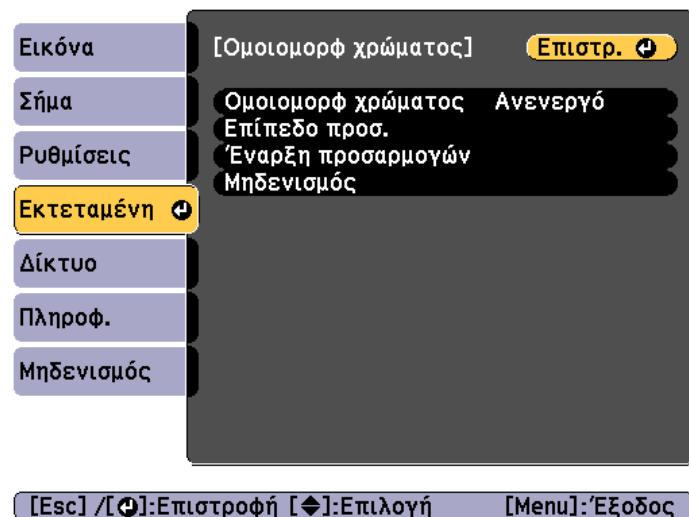 Εικόνα
Σήμα
Ρυθμίσεις
Εκτεταμένη
Δίκτυο
Πληροφ.
Μηδενισμός
[Ομοιομορφ χρώματος] Επιστρ.
Ομοιομορφ χρώματος Ανενεργό
Επίπεδο προσ.
Έναρξη προσαρμογών
Μηδενισμός
[Esc] /[⏎]:Επιστροφή [◆]:Επιλογή [Menu]:Έξοδος